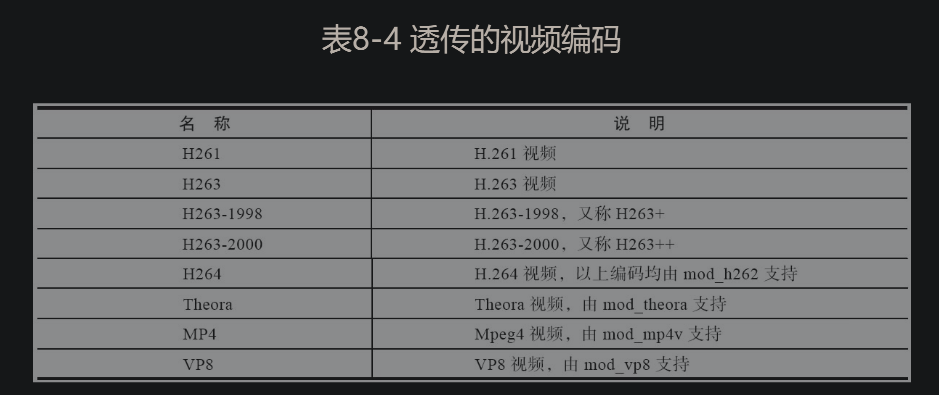 表8-4 透传的视频编码
名 称 说 明
H261 H.261 视频
H263 H.263 视频
H263-1998 H.263-1998，又称 H263+
H263-2000 H.263-2000，又称 H263++
H264 H.264 视频，以上编码均由 mod_h262 支持
Theora Theora 视频，由 mod_theora 支持
MP4 Mpeg4 视频，由 mod_mp4v 支持
VP8 VP8 视频，由 mod_vp8 支持